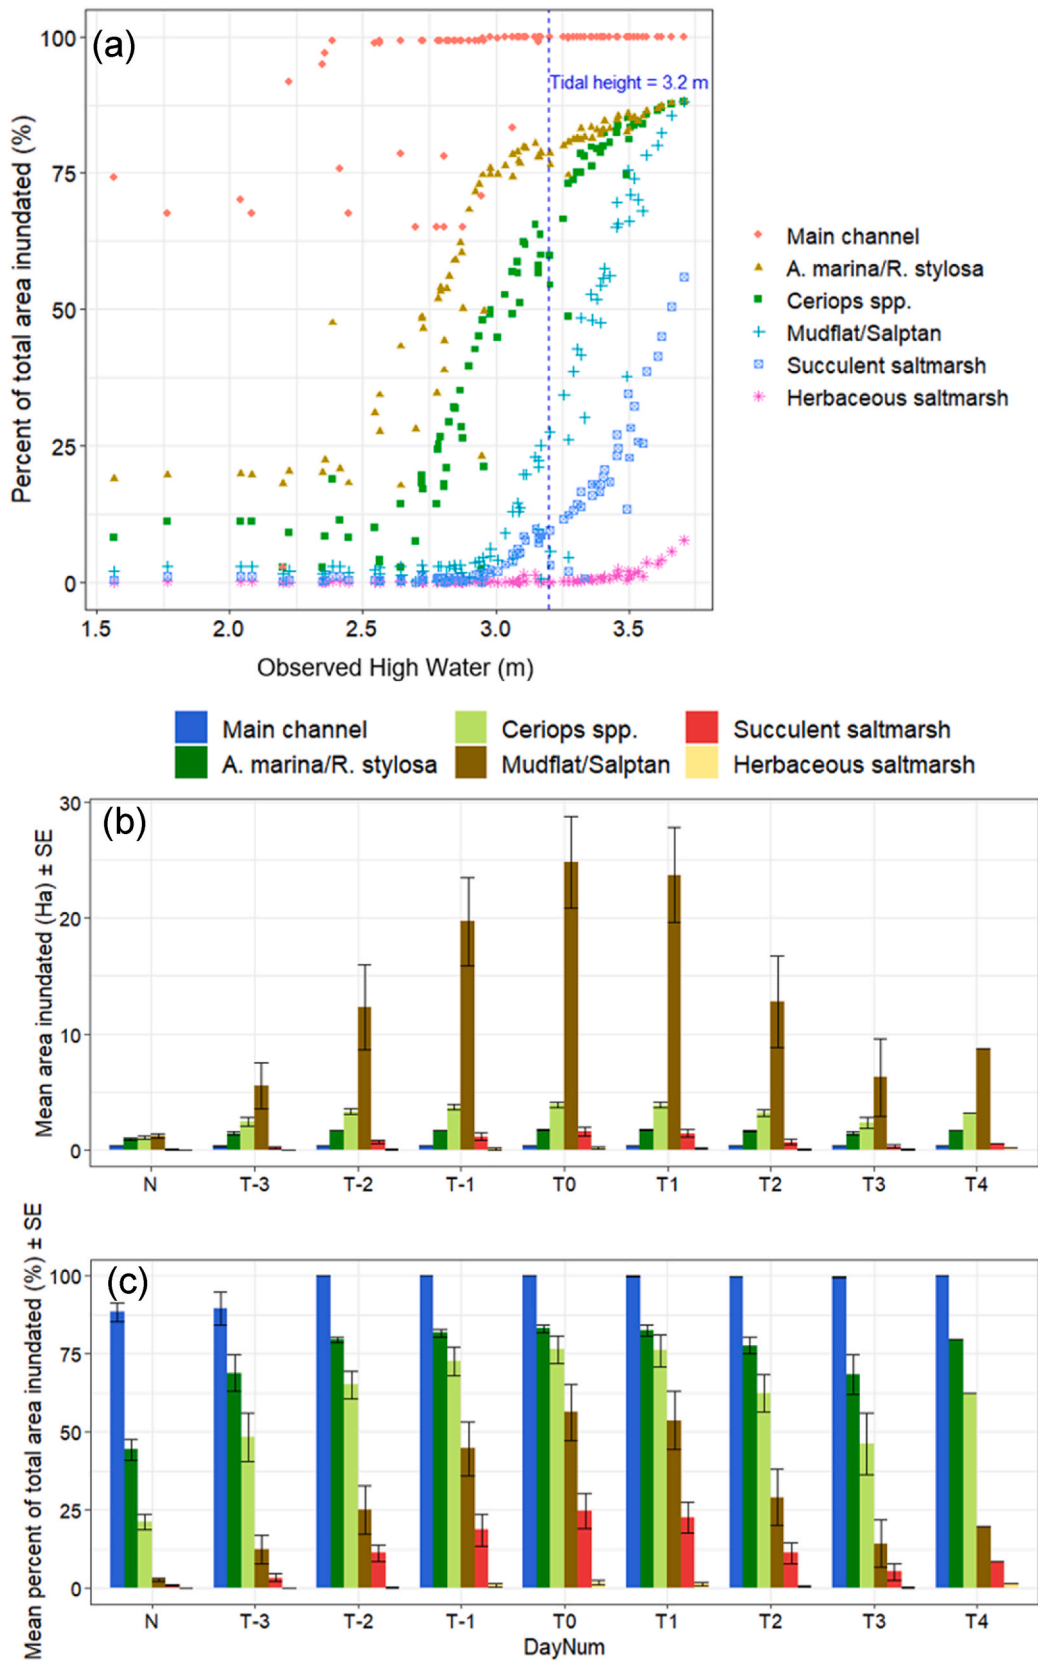 (a)
100
75
50
25
0
Percent of total area inundated (%)
Tidal height = 3.2 m
1.5 2.0 2.5 3.0 3.5
Observed High Water (m)
Main channel
A. marina/R. stylosa
Ceriops spp.
Mudflat/Salptan
Succulent saltmarsh
Herbaceous saltmarsh
Main channel Ceriops spp. Succulent saltmarsh
A. marina/R. stylosa Mudflat/Salptan Herbaceous saltmarsh
(b)
30
20
10
0
Mean area inundated (Ha) ± SE
N T-3 T-2 T-1 T0 T1 T2 T3 T4
(c)
100
75
50
25
0
Mean percent of total area inundated (%) ± SE
N T-3 T-2 T-1 T0 T1 T2 T3 T4
DayNum